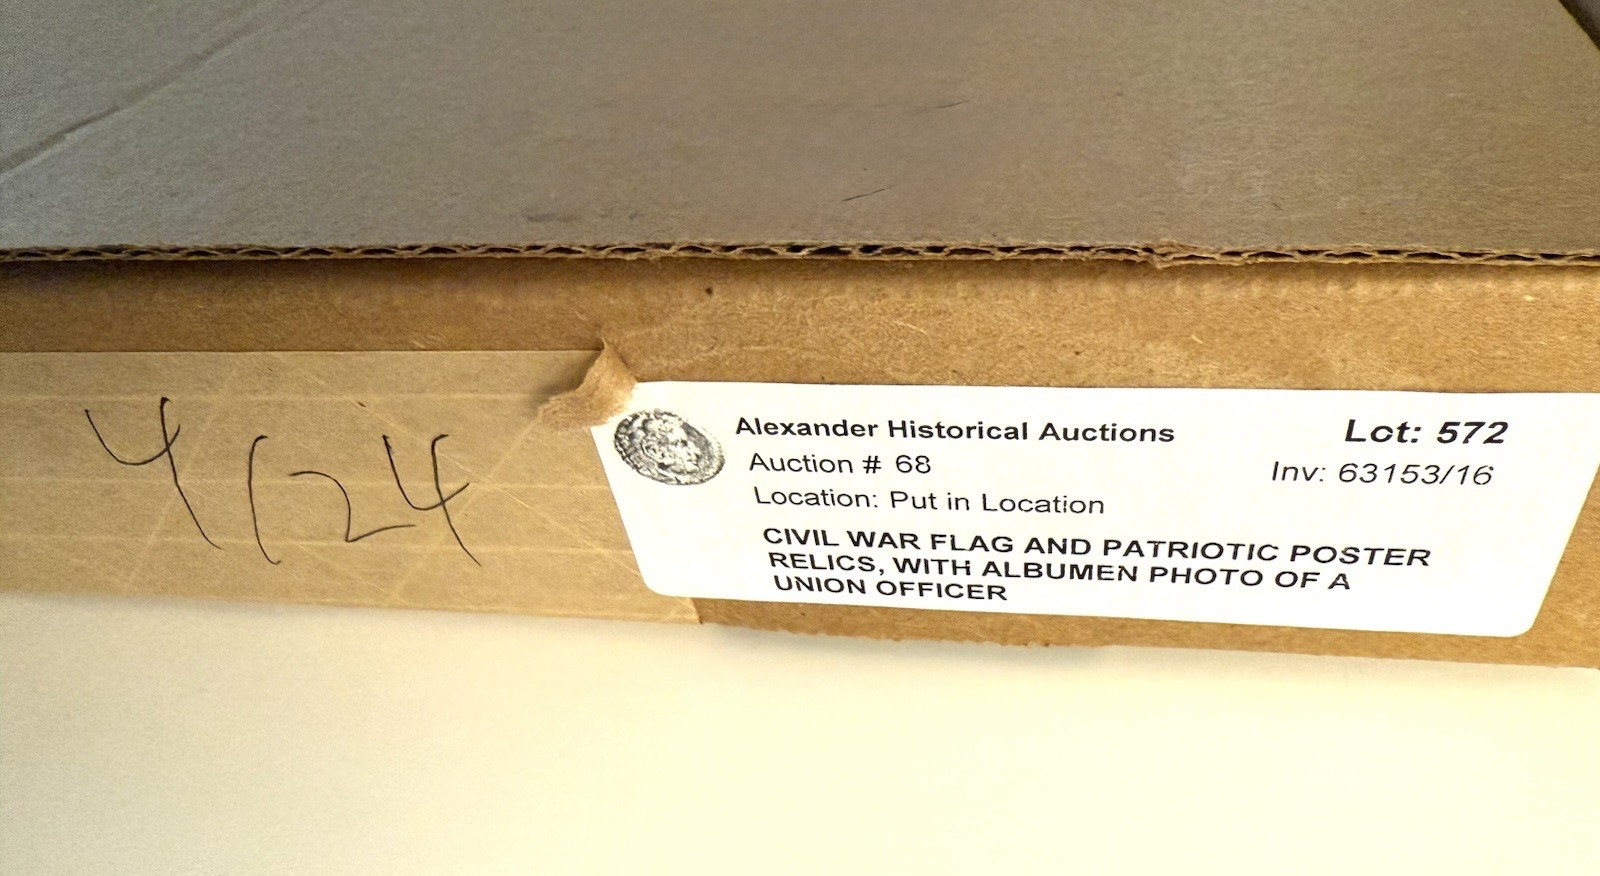 4/24
Alexander Historical Auctions
Lot: 572
Auction # 68
Inv: 63153/16
Location: Put in Location
CIVIL WAR FLAG AND PATRIOTIC POSTER
RELICS, WITH ALBUMEN PHOTO OF A
UNION OFFICER